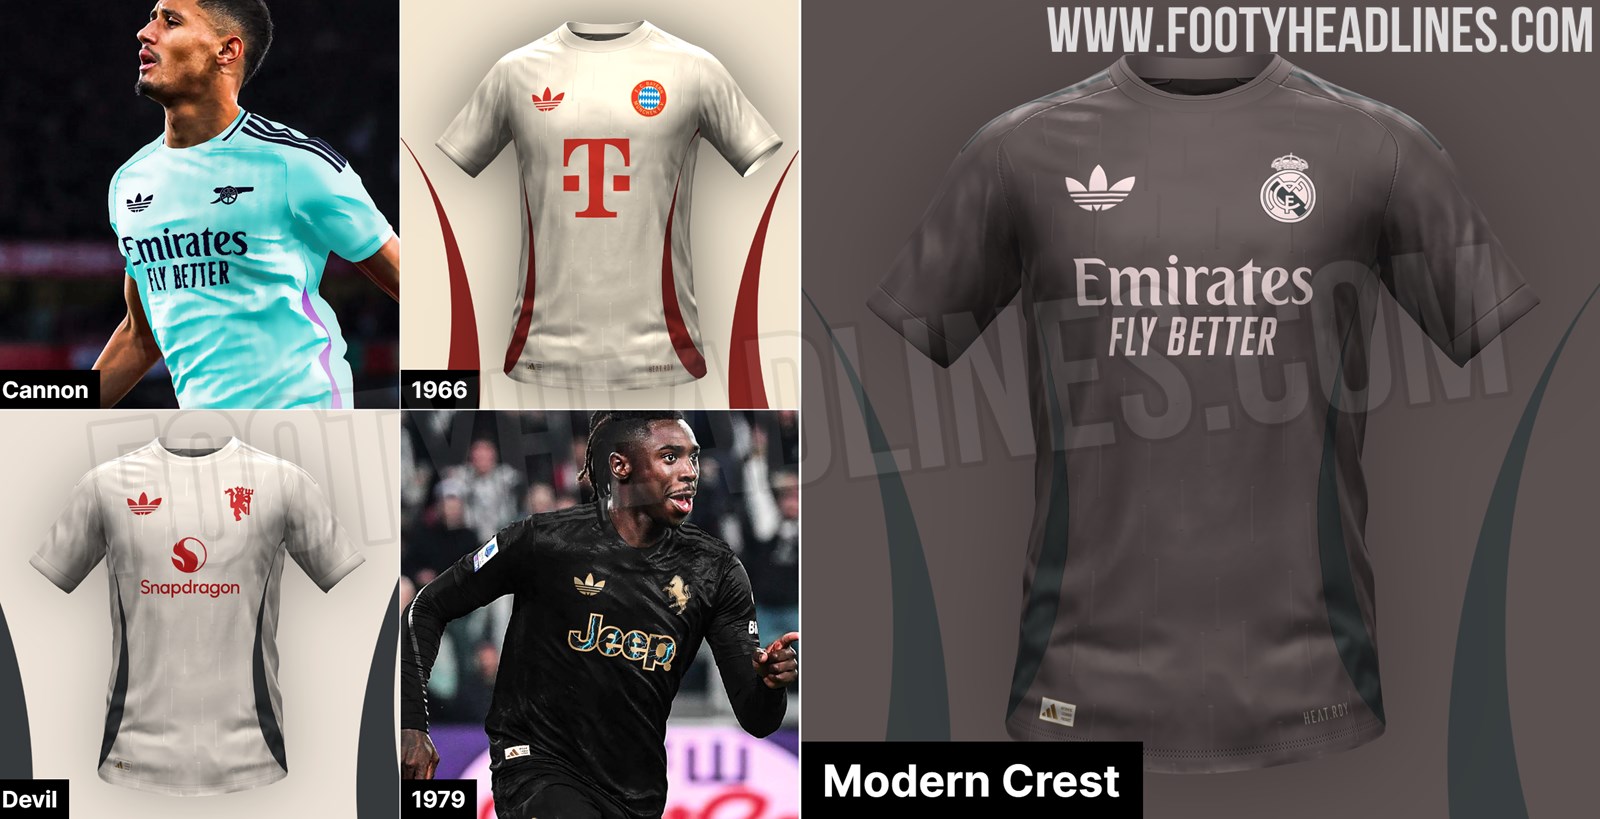 WWW.FOOTYHEADLINES.COM
Emirates
FLY BETTER
Cannon
T
1966
Emirates
FLY BETTER
HEAT.RDY
Modern Crest
FOOTYHEADLINES.COM
Snapdragon
Devil
Jeep
1979